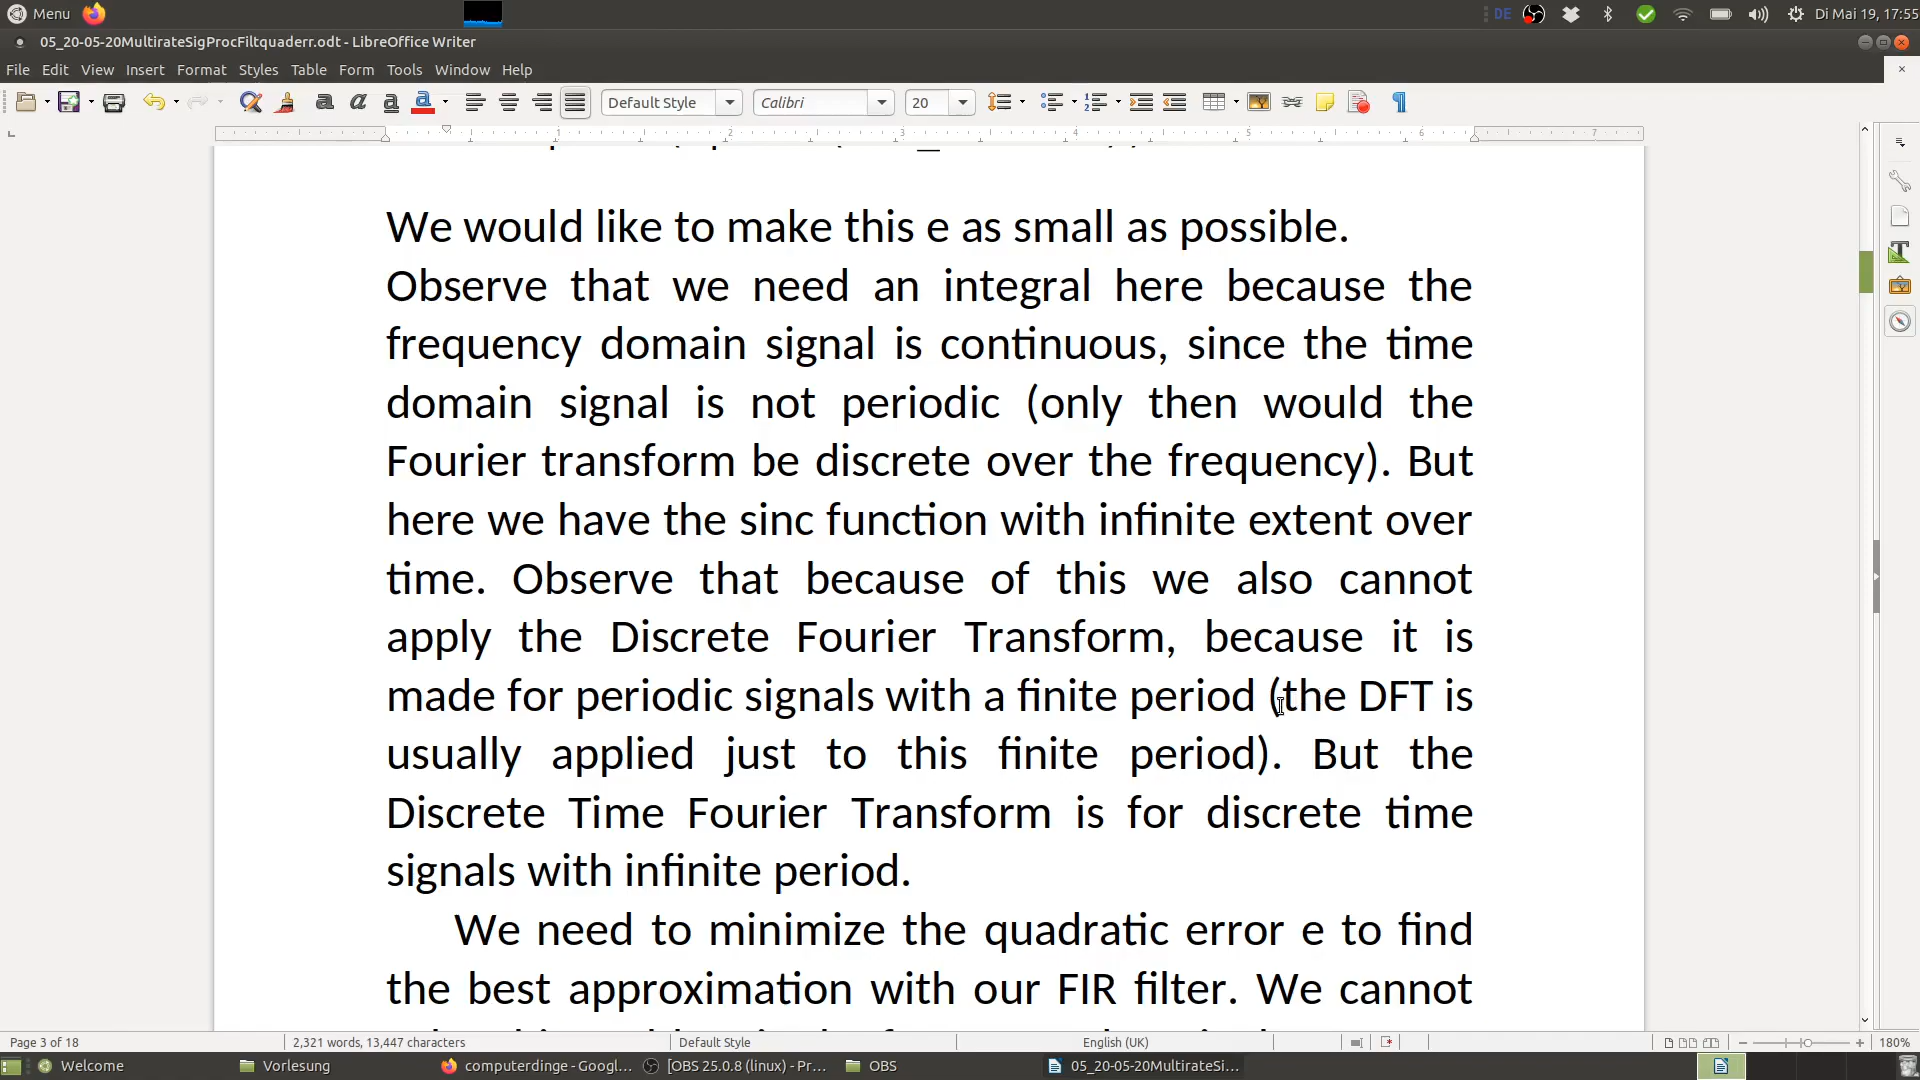 Menu
DE
Di Mai 19, 17:55
05_20-05-20MultirateSigProcFiltquaderr.odt - LibreOffice Writer
File Edit View Insert Format Styles Table Form Tools Window Help
Default Style
Calibri
20
1 2 3 4 5 6 7
We would like to make this e as small as possible.
Observe that we need an integral here because the
frequency domain signal is continuous, since the time
domain signal is not periodic (only then would the
Fourier transform be discrete over the frequency). But
here we have the sinc function with infinite extent over
time. Observe that because of this we also cannot
apply the Discrete Fourier Transform, because it is
made for periodic signals with a finite period (the DFT is
usually applied just to this finite period). But the
Discrete Time Fourier Transform is for discrete time
signals with infinite period.
We need to minimize the quadratic error e to find
the best approximation with our FIR filter. We cannot
Page 3 of 18
2,321 words, 13,447 characters
Default Style
English (UK)
180%
Welcome
Vorlesung
computerdinge - Googl...
[OBS 25.0.8 (linux) - Pr...
OBS
05_20-05-20MultirateSi...